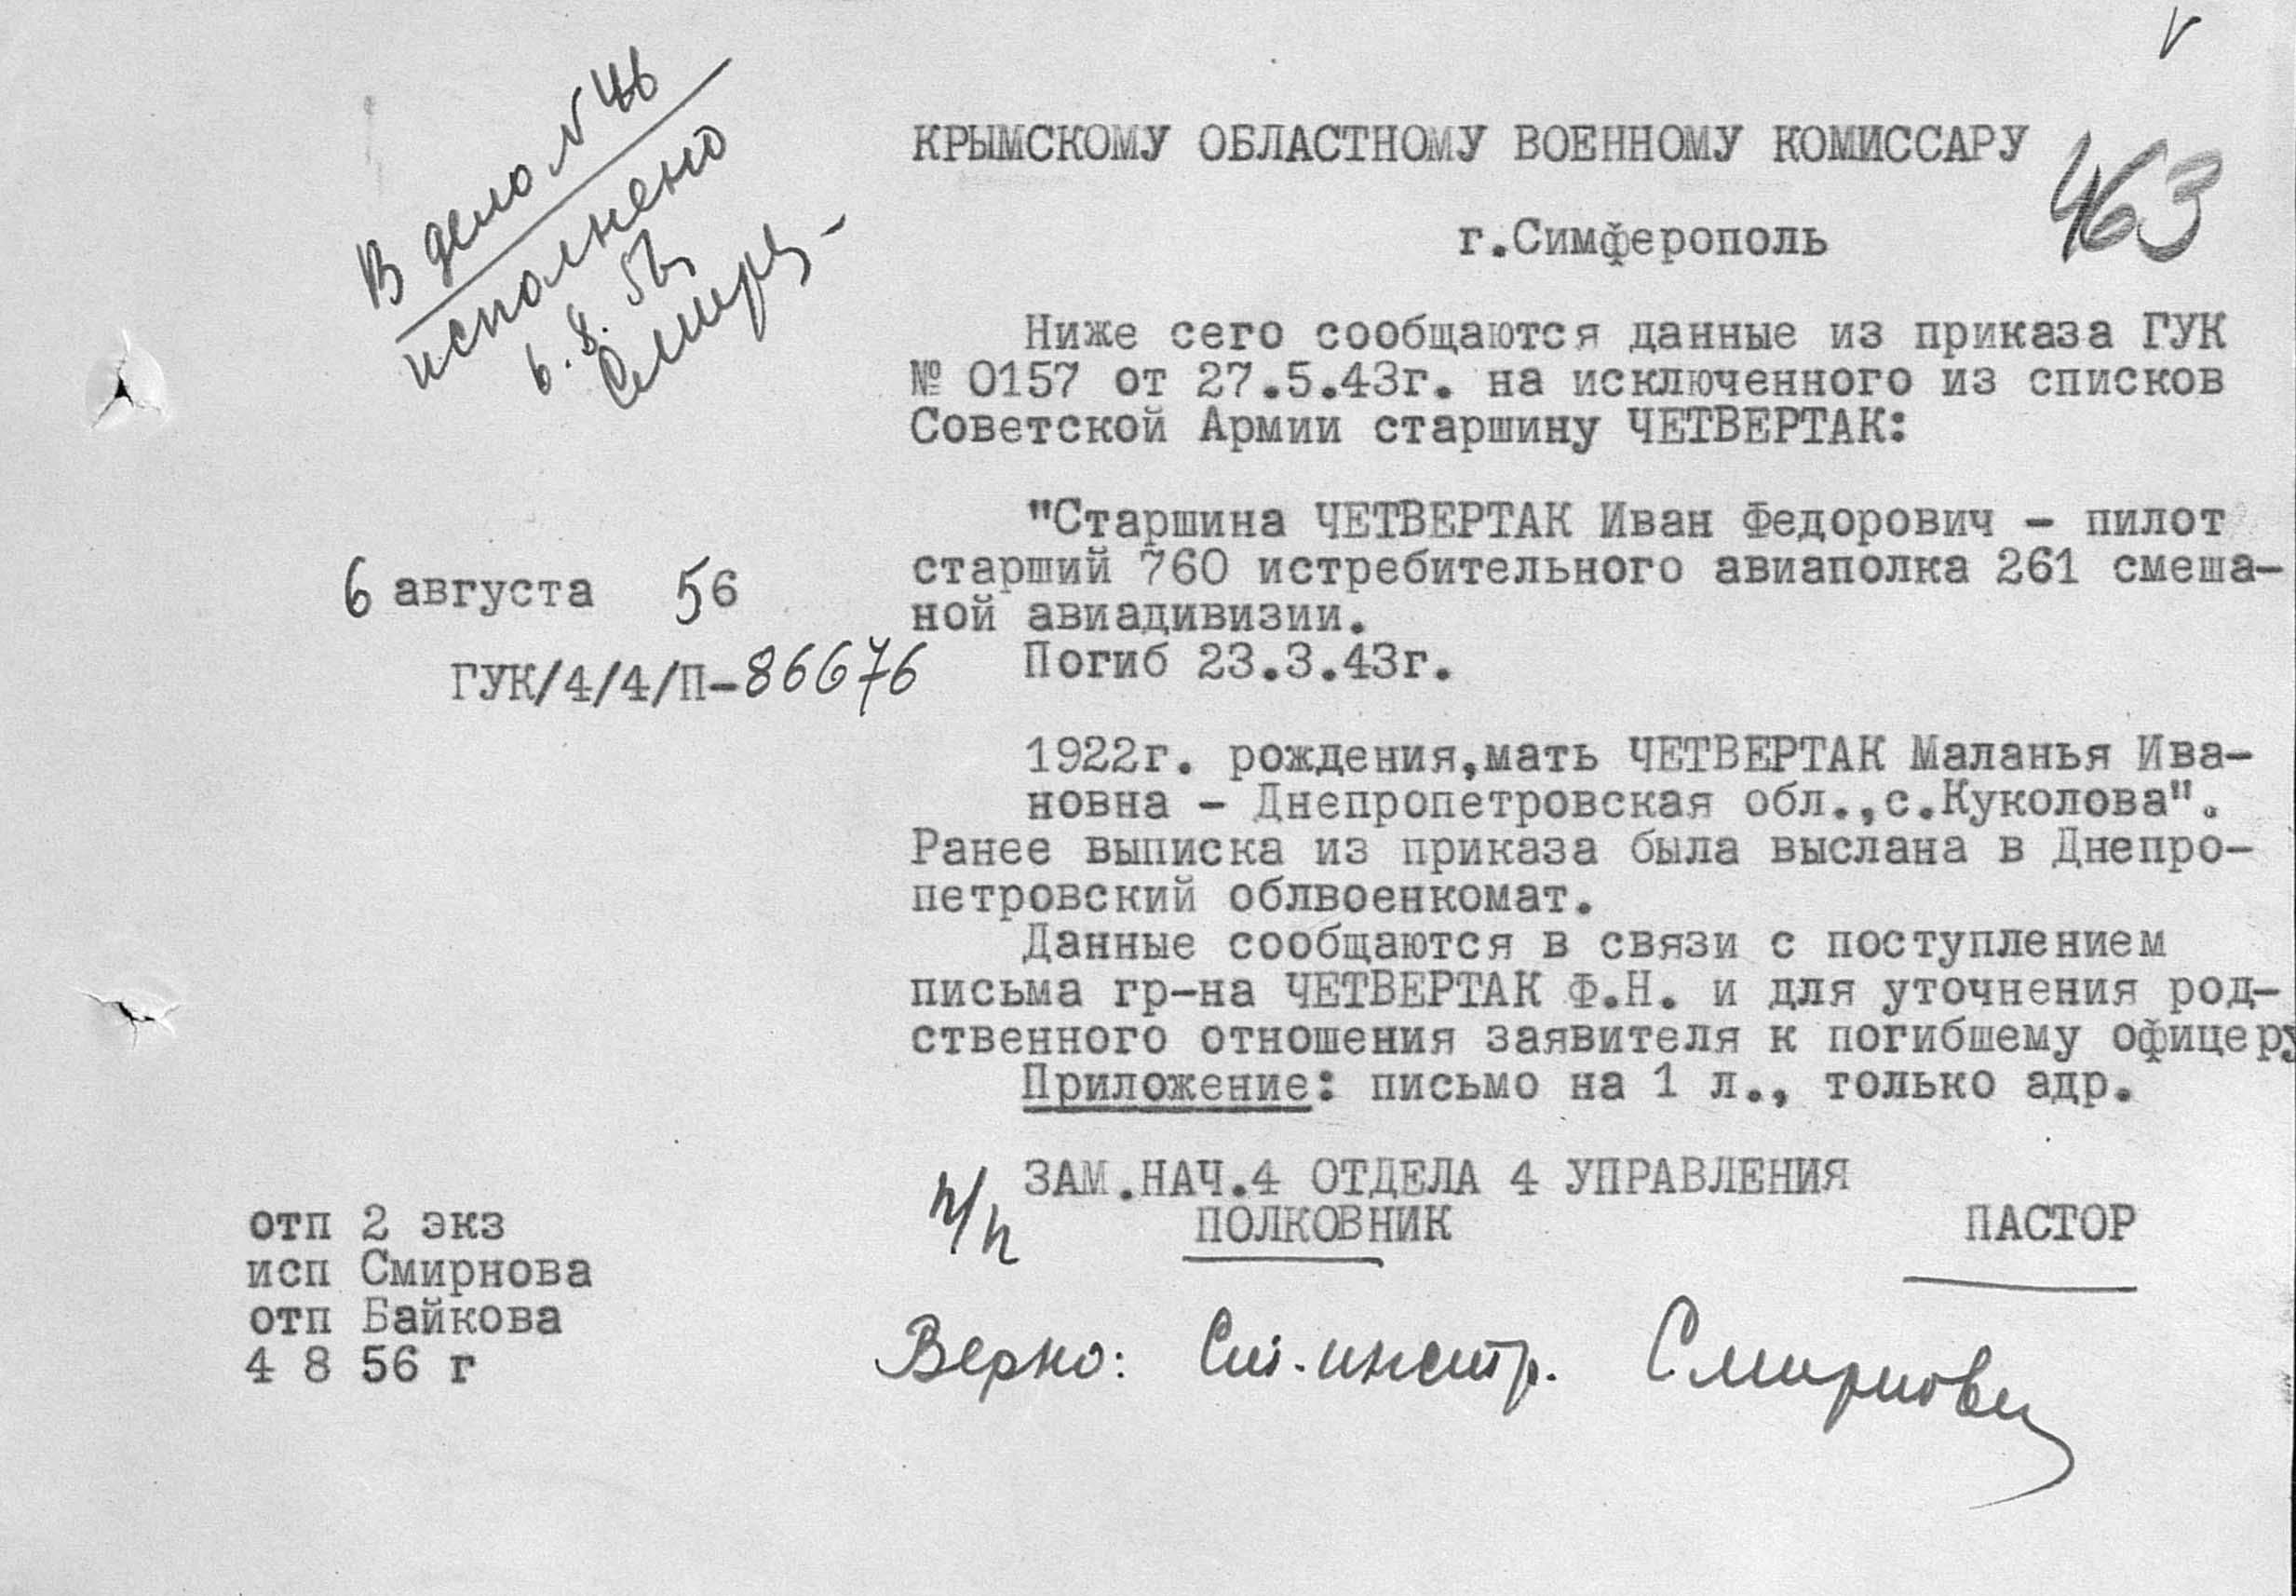 В дело № 46
исполнено
6.8.56
КРЫМСКОМУ ОБЛАСТНОМУ ВОЕННОМУ КОМИССАРУ
463
г.Симферополь
Ниже сего сообщаются данные из приказа ГУК
№ 0157 от 27.5.43г. на исключенного из списков
Советской Армии старшину ЧЕТВЕРТАК:
"Старшина ЧЕТВЕРТАК Иван Федорович - пилот
старший 760 истребительного авиаполка 261 смеша-
ной авиадивизии.
Погиб 23.3.43г.
6 августа 56
ГУК/4/4/П-86676
1922г. рождения,мать ЧЕТВЕРТАК Маланья Ива-
новна - Днепропетровская обл.,с.Куколова".
Ранее выписка из приказа была выслана в Днепро-
петровский облвоенкомат.
Данные сообщаются в связи с поступлением
письма гр-на ЧЕТВЕРТАК Ф.Н. и для уточнения род-
ственного отношения заявителя к погибшему офицеру
Приложение: письмо на 1 л., только адр.
п/п ЗАМ.НАЧ.4 ОТДЕЛА 4 УПРАВЛЕНИЯ
ПОЛКОВНИК ПАСТОР
отп 2 экз
исп Смирнова
отп Байкова
4 8 56 г
Верно: Ст.инстр. Смирнова